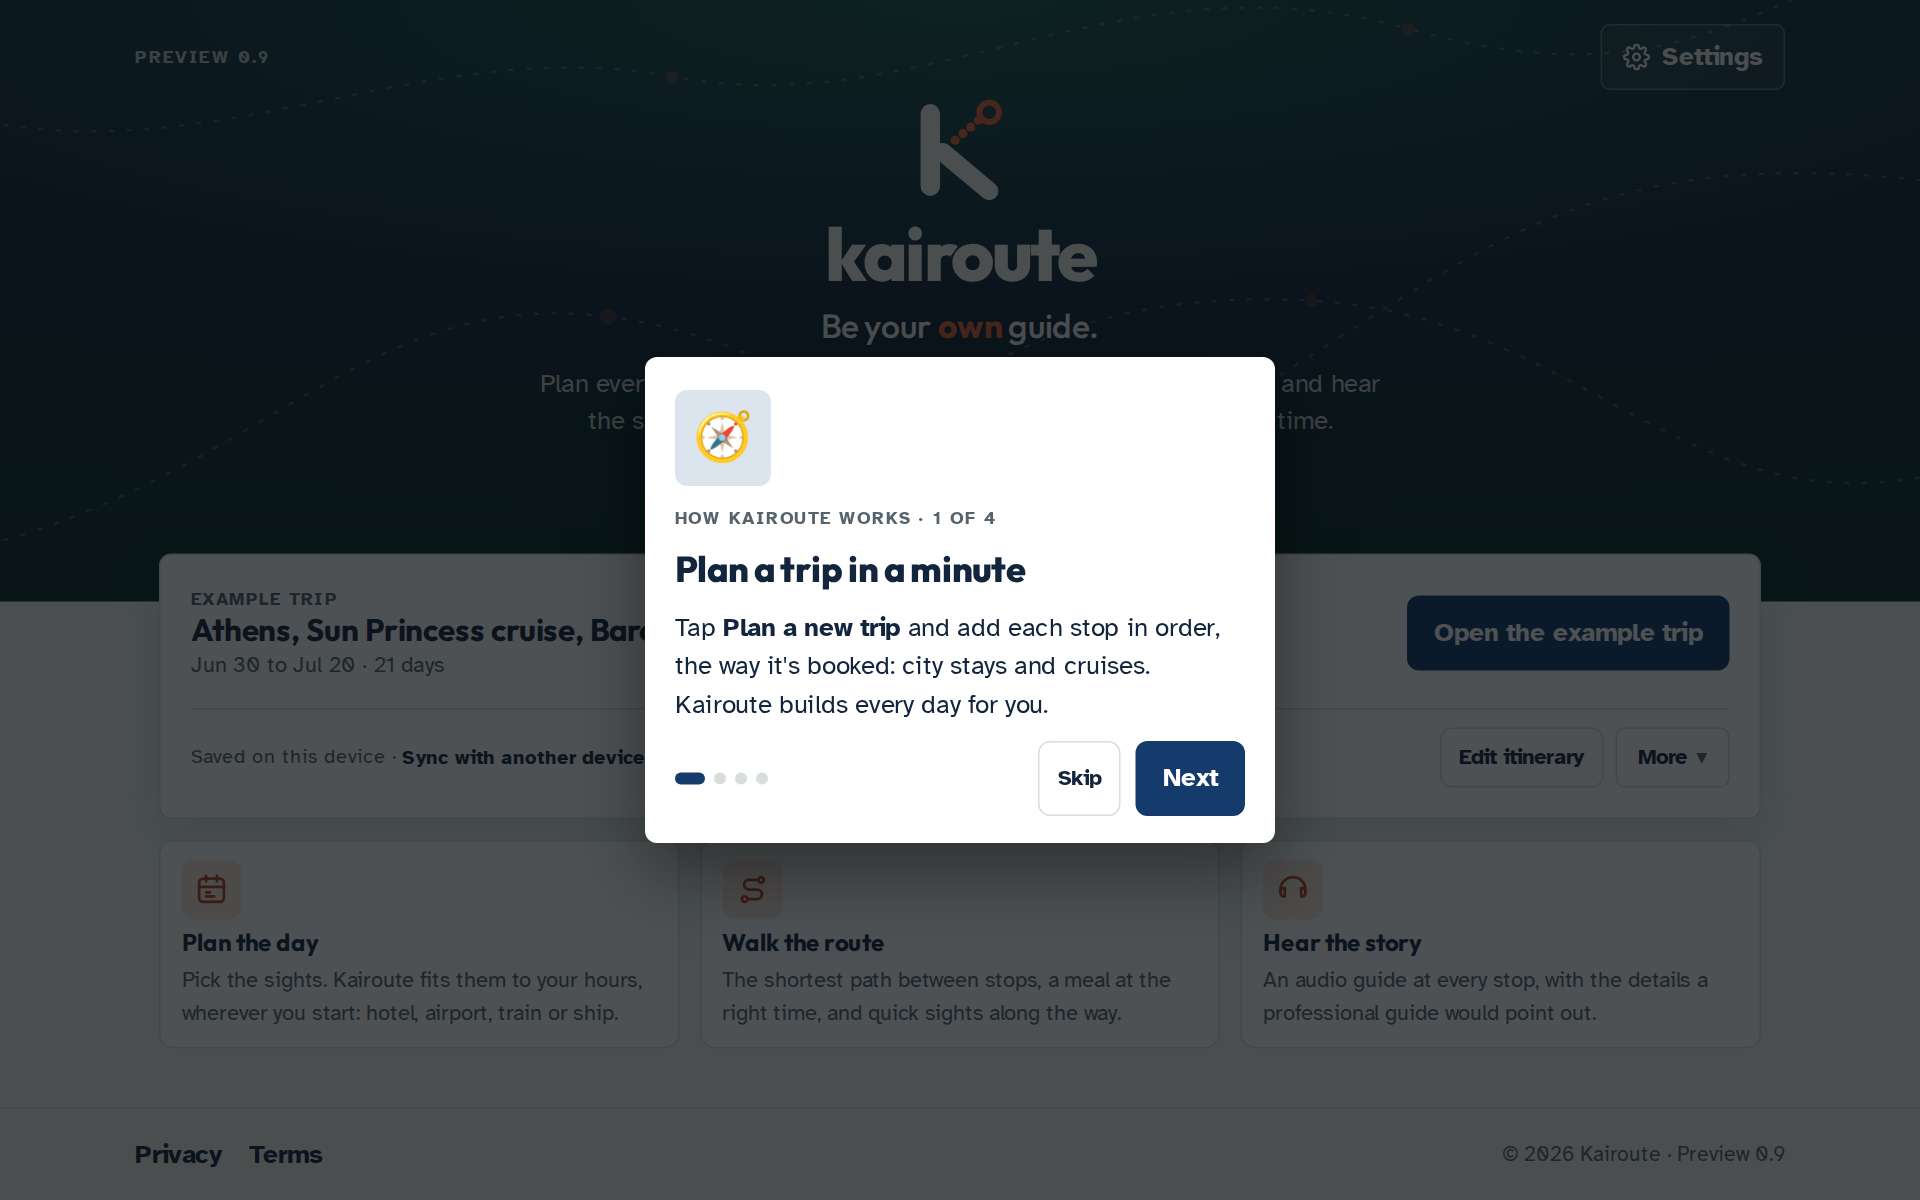 PREVIEW 0.9
Settings
kairoute
Be your own guide.
Plan ever
and hear
the s
time.
HOW KAIROUTE WORKS · 1 OF 4
Plan a trip in a minute
Tap Plan a new trip and add each stop in order,
the way it's booked: city stays and cruises.
Kairoute builds every day for you.
Skip
Next
EXAMPLE TRIP
Athens, Sun Princess cruise, Barc
Jun 30 to Jul 20 · 21 days
Open the example trip
Saved on this device · Sync with another device
Edit itinerary
More ▾
Plan the day
Pick the sights. Kairoute fits them to your hours,
wherever you start: hotel, airport, train or ship.
Walk the route
The shortest path between stops, a meal at the
right time, and quick sights along the way.
Hear the story
An audio guide at every stop, with the details a
professional guide would point out.
Privacy
Terms
© 2026 Kairoute · Preview 0.9